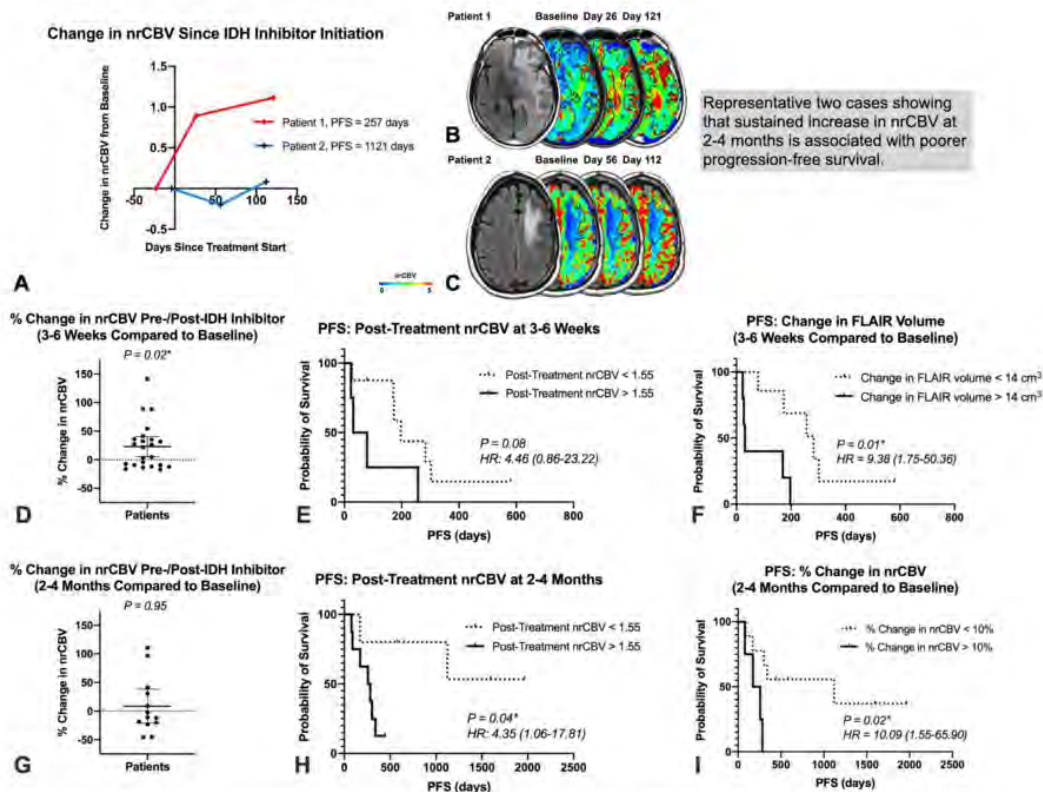 Change in nrCBV Since IDH Inhibitor Initiation
Change in nrCBV from Baseline
1.5
1.0
0.5
-0.5
-50
50
100
150
Patient 1, PFS = 257 days
Patient 2, PFS = 1121 days
Days Since Treatment Start
A
Patient 1
Baseline
Day 26
Day 121
B
Patient 2
Baseline
Day 56
Day 112
C
nrCBV
0
5
Representative two cases showing
that sustained increase in nrCBV at
2-4 months is associated with poorer
progression-free survival.
% Change in nrCBV Pre-/Post-IDH Inhibitor
(3-6 Weeks Compared to Baseline)
P = 0.02*
% Change in nrCBV
150
100
50
0
-50
Patients
D
PFS: Post-Treatment nrCBV at 3-6 Weeks
Probability of Survival
100
50
0
Post-Treatment nrCBV < 1.55
Post-Treatment nrCBV > 1.55
P = 0.08
HR: 4.46 (0.86-23.22)
0
200
400
600
800
PFS (days)
E
PFS: Change in FLAIR Volume
(3-6 Weeks Compared to Baseline)
Probability of Survival
100
50
0
Change in FLAIR volume < 14 cm³
Change in FLAIR volume > 14 cm³
P = 0.01*
HR = 9.38 (1.75-50.36)
0
200
400
600
800
PFS (days)
F
% Change in nrCBV Pre-/Post-IDH Inhibitor
(2-4 Months Compared to Baseline)
P = 0.95
% Change in nrCBV
150
100
50
0
-50
Patients
G
PFS: Post-Treatment nrCBV at 2-4 Months
Probability of Survival
100
50
0
Post-Treatment nrCBV < 1.55
Post-Treatment nrCBV > 1.55
P = 0.04*
HR: 4.35 (1.06-17.81)
0
500
1000
1500
2000
2500
PFS (days)
H
PFS: % Change in nrCBV
(2-4 Months Compared to Baseline)
Probability of Survival
100
50
0
% Change in nrCBV < 10%
% Change in nrCBV > 10%
P = 0.02*
HR = 10.09 (1.55-65.90)
0
500
1000
1500
2000
2500
PFS (days)
I